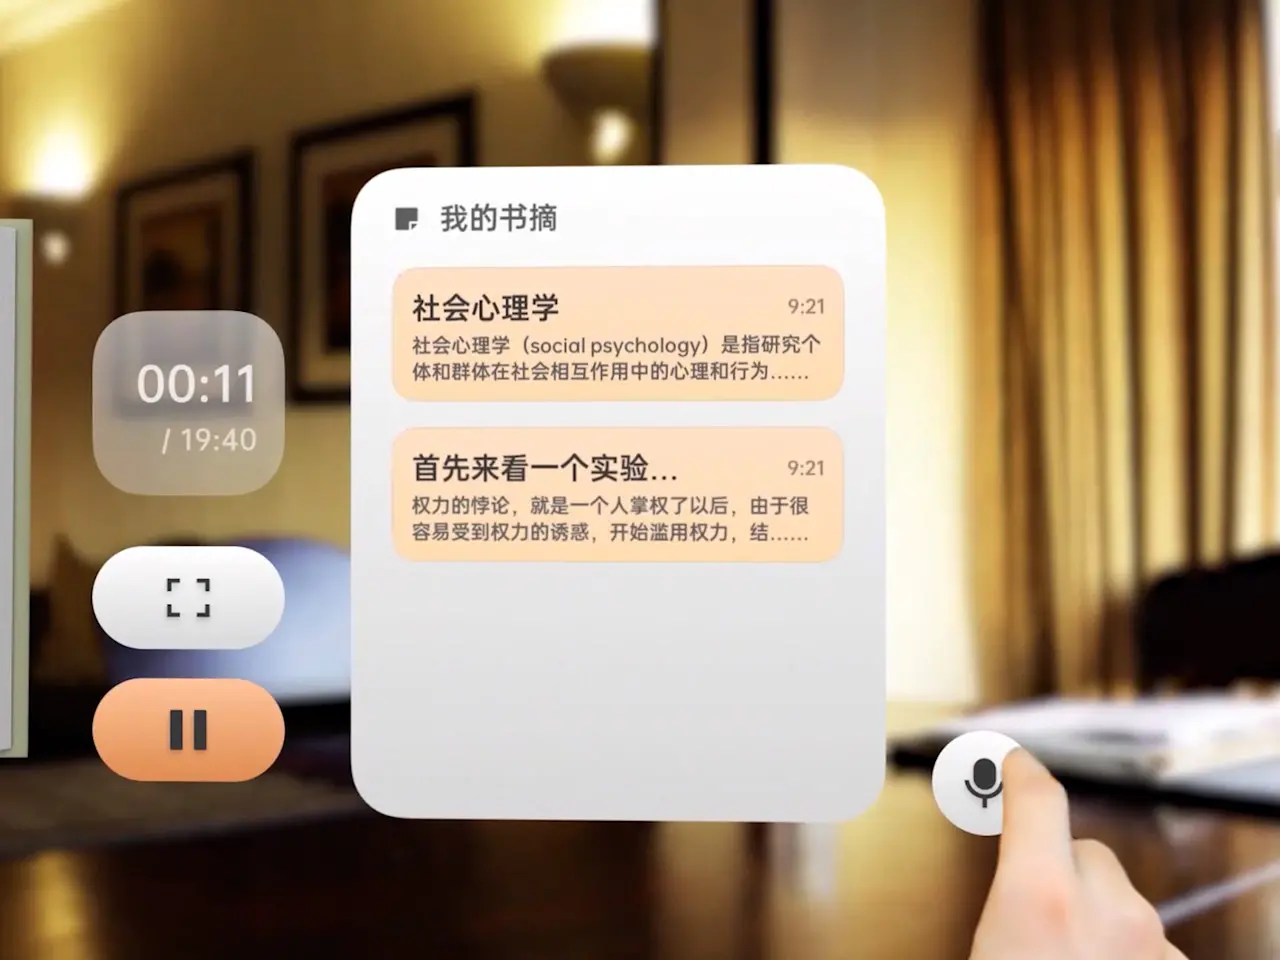 我的书摘
社会心理学 9:21
社会心理学（social psychology）是指研究个
体和群体在社会相互作用中的心理和行为……
首先来看一个实验... 9:21
权力的悖论，就是一个人掌权了以后，由于很
容易受到权力的诱惑，开始滥用权力，结……
00:11
/ 19:40